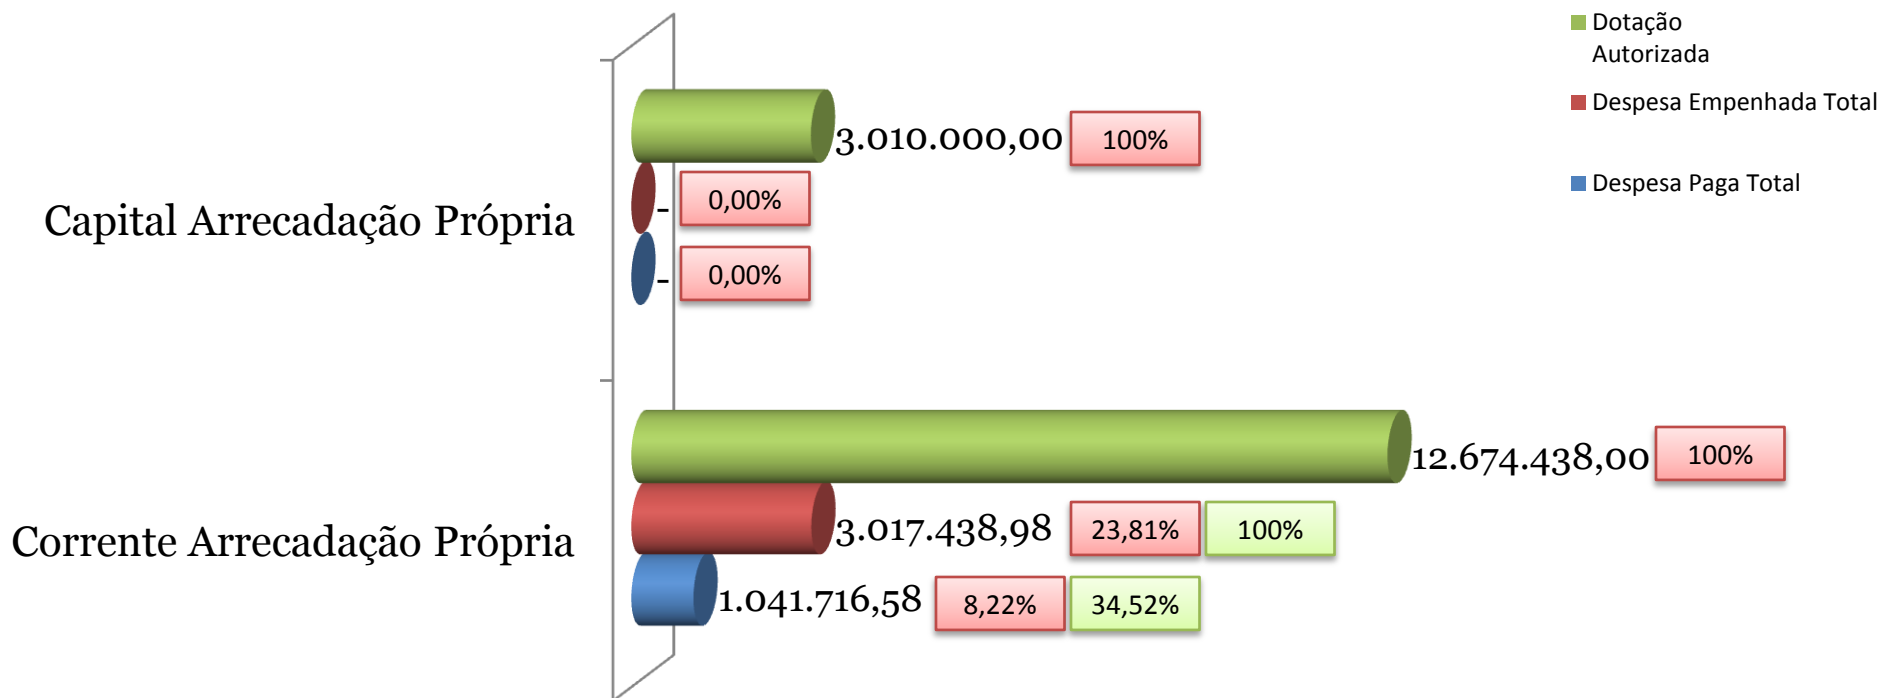 Dotação
Autorizada
Despesa Empenhada Total
Despesa Paga Total
Capital Arrecadação Própria
3.010.000,00 100%
- 0,00%
- 0,00%
Corrente Arrecadação Própria
12.674.438,00 100%
3.017.438,98 23,81% 100%
1.041.716,58 8,22% 34,52%